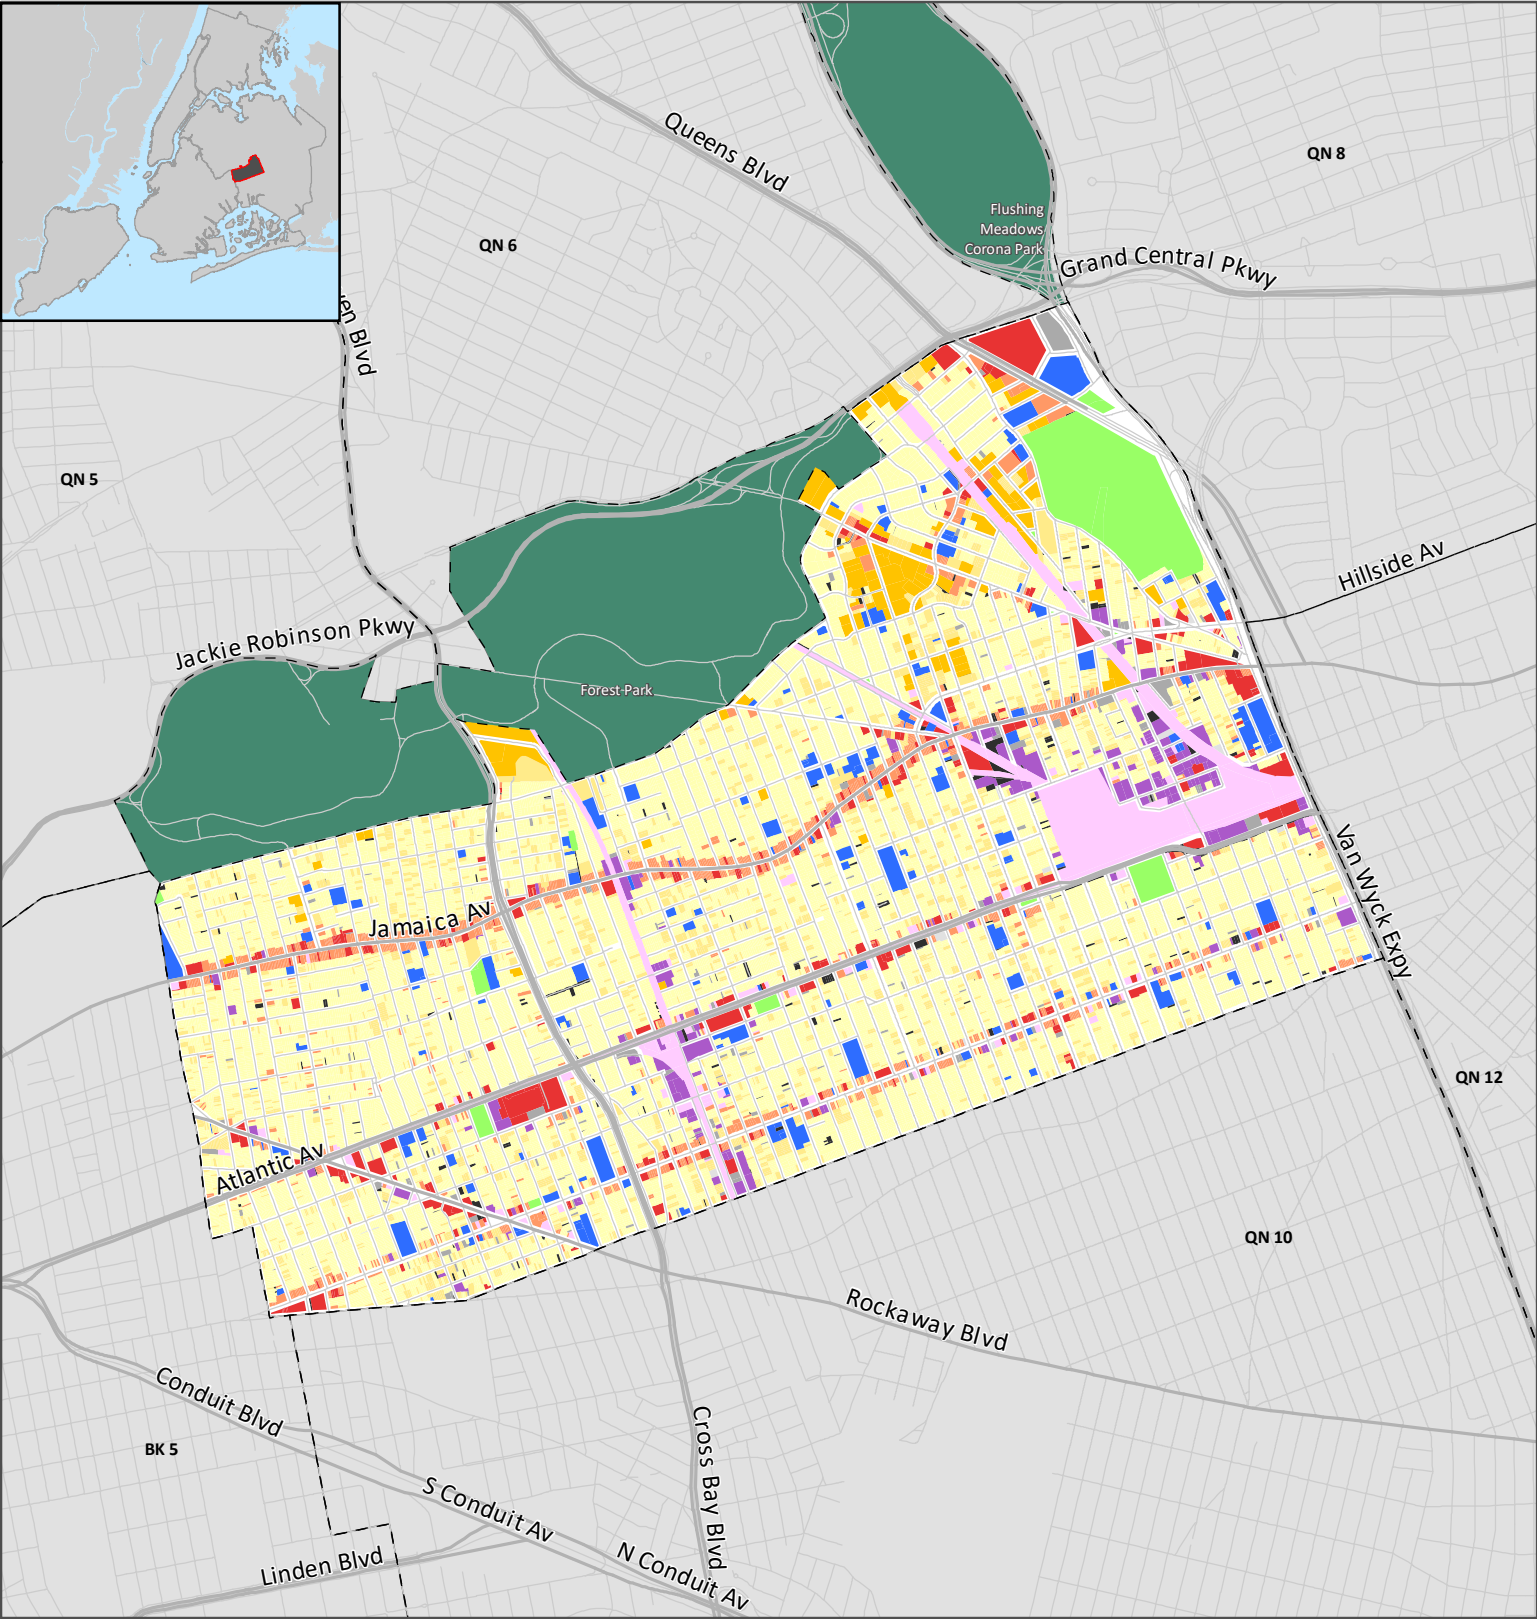 Queens Blvd
QN 8
Flushing
Meadows
Corona Park
QN 6
Grand Central Pkwy
en Blvd
QN 5
Hillside Av
Jackie Robinson Pkwy
Forest Park
Van Wyck Expy
Jamaica Av
QN 12
Atlantic Av
QN 10
Rockaway Blvd
Conduit Blvd
BK 5
Cross Bay Blvd
S Conduit Av
N Conduit Av
Linden Blvd